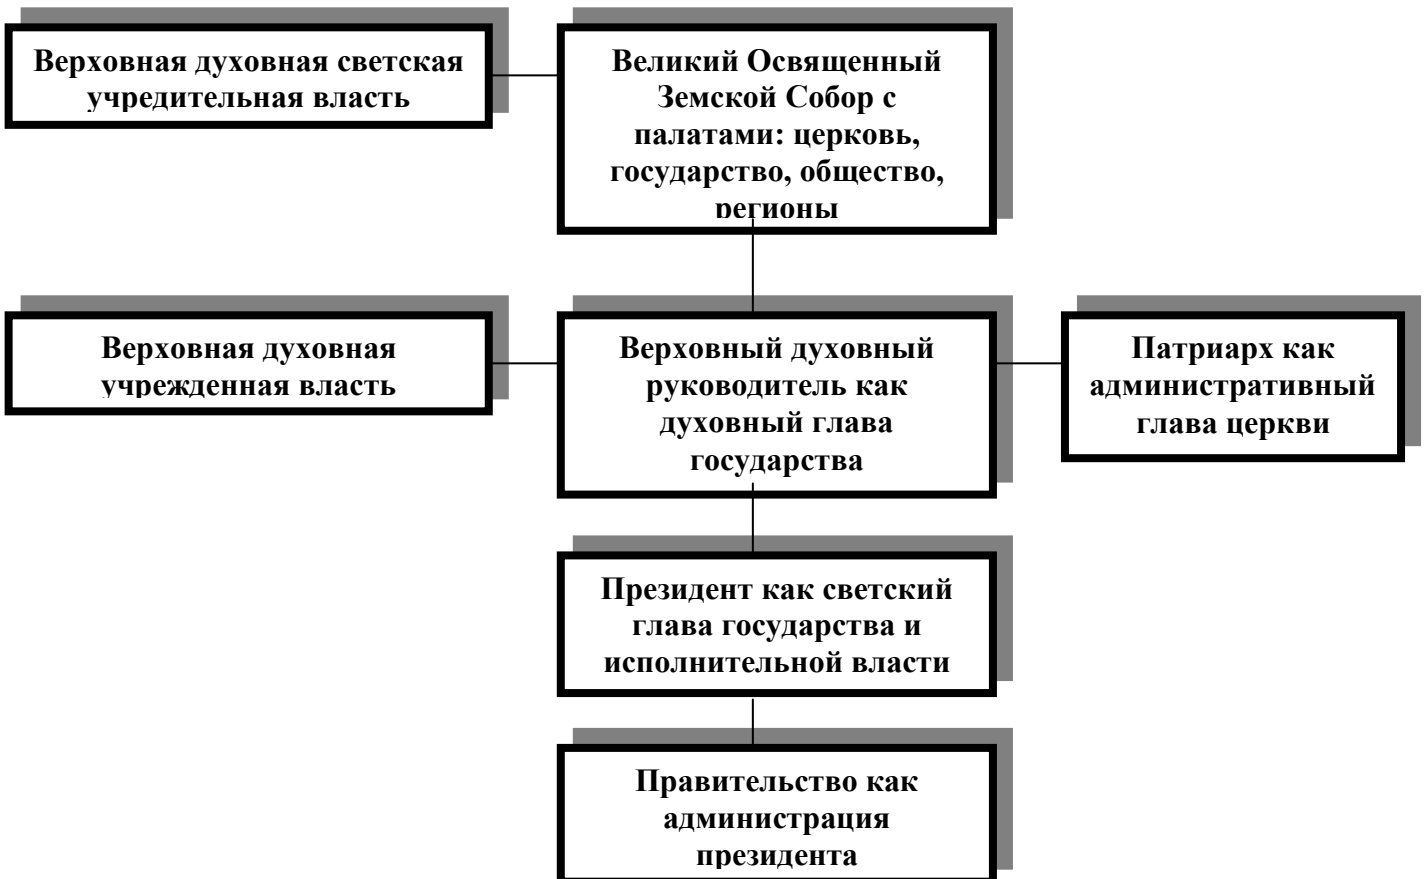 Верховная духовная светская
учредительная власть
Великий Освященный
Земской Собор с
палатами: церковь,
государство, общество,
регионы
Верховная духовная
учрежденная власть
Верховный духовный
руководитель как
духовный глава
государства
Патриарх как
административный
глава церкви
Президент как светский
глава государства и
исполнительной власти
Правительство как
администрация
президента